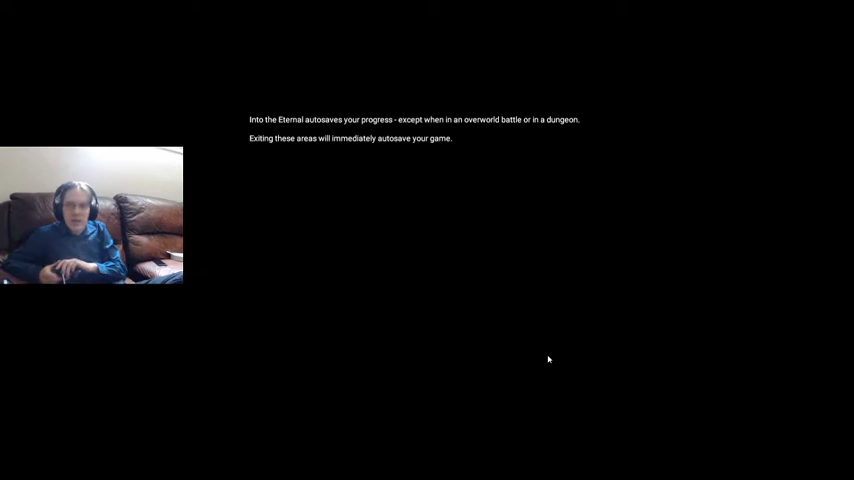 Into the Eternal autosaves your progress - except when in an overworld battle or in a dungeon.
Exiting these areas will immediately autosave your game.